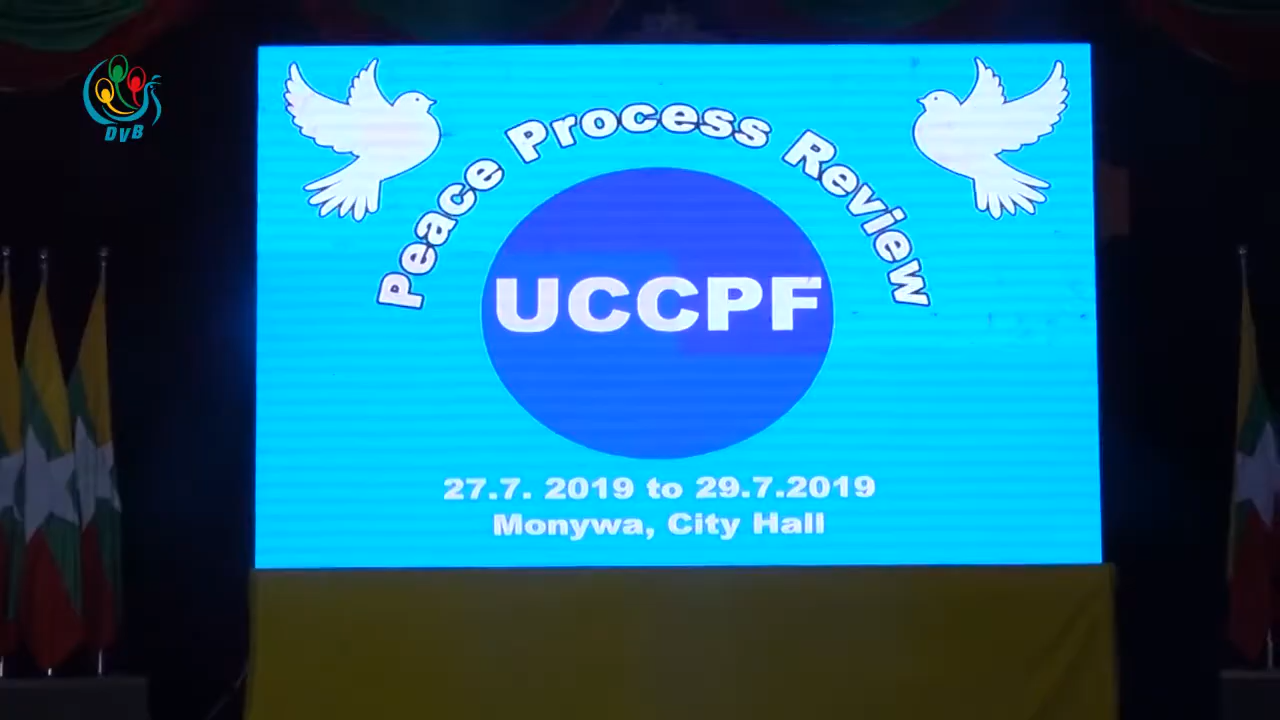 DVB
Peace Process Review
UCCPF
27.7. 2019 to 29.7.2019
Monywa, City Hall